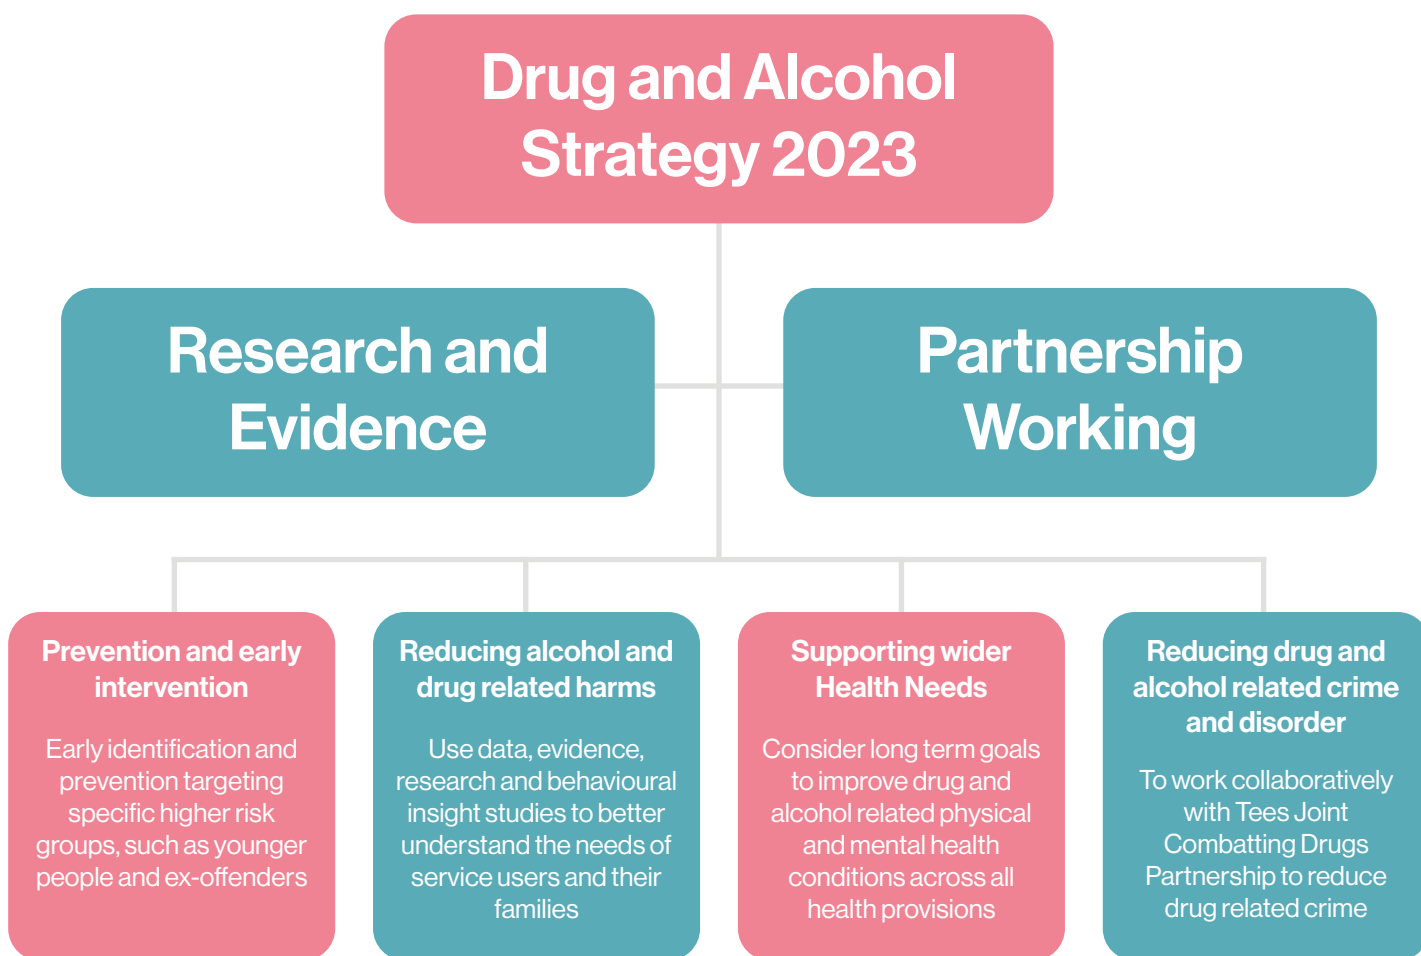 Drug and Alcohol
Strategy 2023
Research and
Evidence
Partnership
Working
Prevention and early
intervention
Early identification and
prevention targeting
specific higher risk
groups, such as younger
people and ex-offenders
Reducing alcohol and
drug related harms
Use data, evidence,
research and behavioural
insight studies to better
understand the needs of
service users and their
families
Supporting wider
Health Needs
Consider long term goals
to improve drug and
alcohol related physical
and mental health
conditions across all
health provisions
Reducing drug and
alcohol related crime
and disorder
To work collaboratively
with Tees Joint
Combatting Drugs
Partnership to reduce
drug related crime